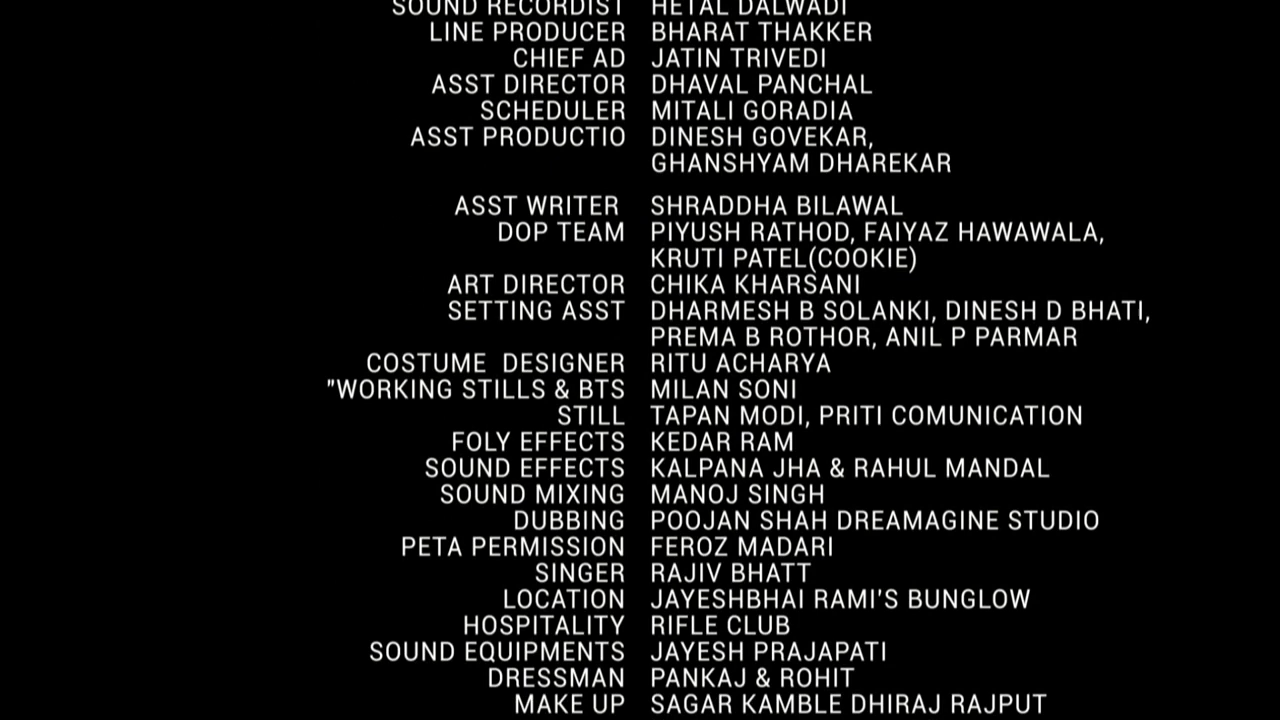 SOUND RECORDIST HETAL DALWADI
LINE PRODUCER BHARAT THAKKER
CHIEF AD JATIN TRIVEDI
ASST DIRECTOR DHAVAL PANCHAL
SCHEDULER MITALI GORADIA
ASST PRODUCTIO DINESH GOVEKAR,
GHANSHYAM DHAREKAR
ASST WRITER SHRADDHA BILAWAL
DOP TEAM PIYUSH RATHOD, FAIYAZ HAWAWALA,
KRUTI PATEL(COOKIE)
ART DIRECTOR CHIKA KHARSANI
SETTING ASST DHARMESH B SOLANKI, DINESH D BHATI,
PREMA B ROTHOR, ANIL P PARMAR
COSTUME  DESIGNER RITU ACHARYA
"WORKING STILLS & BTS MILAN SONI
STILL TAPAN MODI, PRITI COMUNICATION
FOLY EFFECTS KEDAR RAM
SOUND EFFECTS KALPANA JHA & RAHUL MANDAL
SOUND MIXING MANOJ SINGH
DUBBING POOJAN SHAH DREAMAGINE STUDIO
PETA PERMISSION FEROZ MADARI
SINGER RAJIV BHATT
LOCATION JAYESHBHAI RAMI'S BUNGLOW
HOSPITALITY RIFLE CLUB
SOUND EQUIPMENTS JAYESH PRAJAPATI
DRESSMAN PANKAJ & ROHIT
MAKE UP SAGAR KAMBLE DHIRAJ RAJPUT